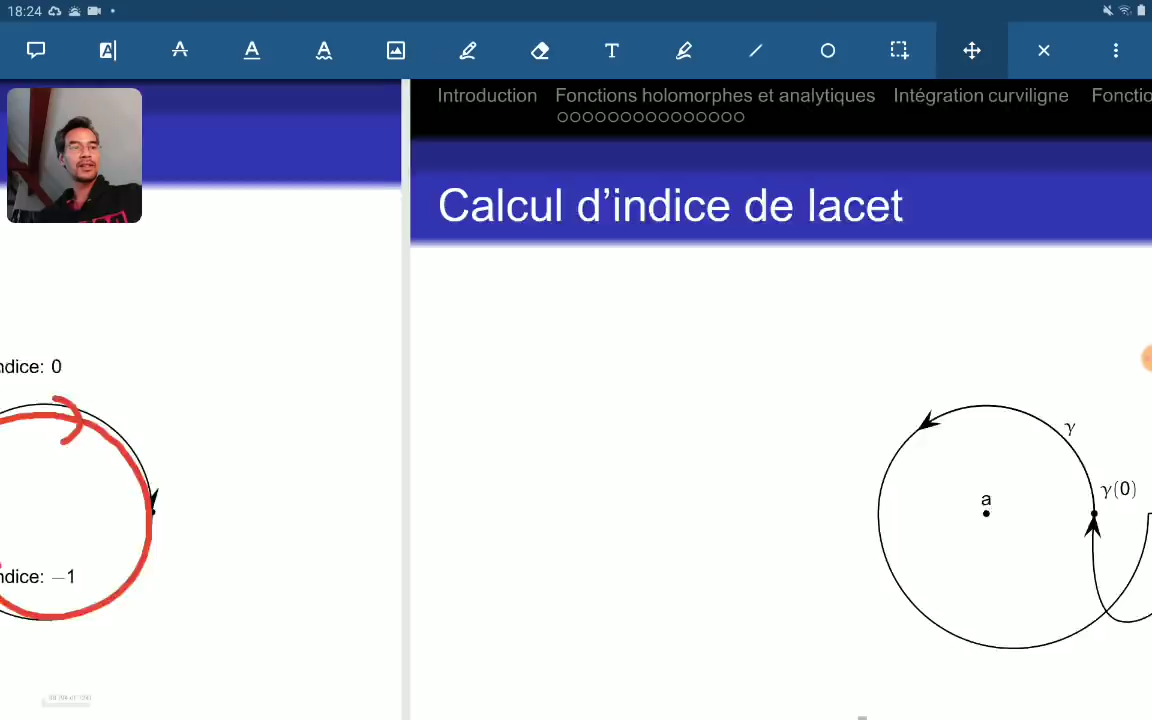 18:24
Introduction Fonctions holomorphes et analytiques Intégration curviligne Fonctio
Calcul d'indice de lacet
ndice: 0
γ
γ(0)
a
ndice: −1